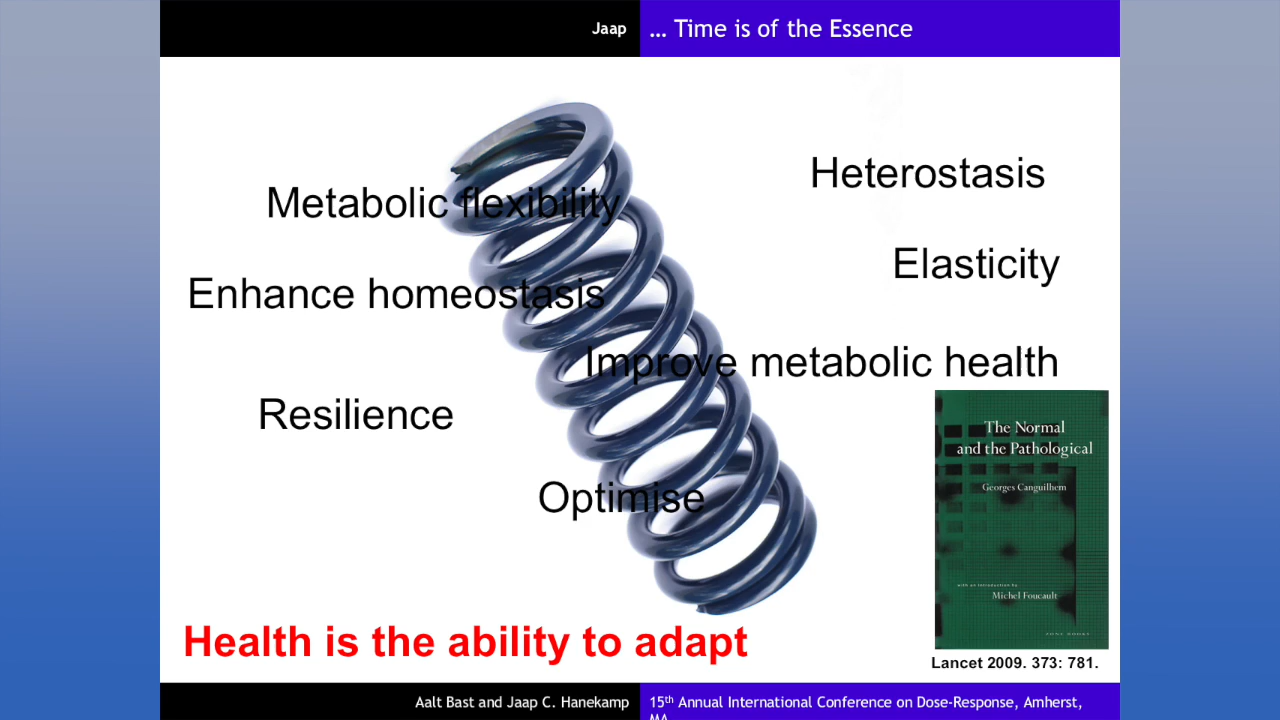 Jaap
... Time is of the Essence
Heterostasis
Metabolic flexibility
Elasticity
Enhance homeostasis
Improve metabolic health
Resilience
Optimise
The Normal
and the Pathological
Georges Canguilhem
with an introduction by
Michel Foucault
ZONE BOOKS
Health is the ability to adapt
Lancet 2009. 373: 781.
Aalt Bast and Jaap C. Hanekamp
15th Annual International Conference on Dose-Response, Amherst,
MA